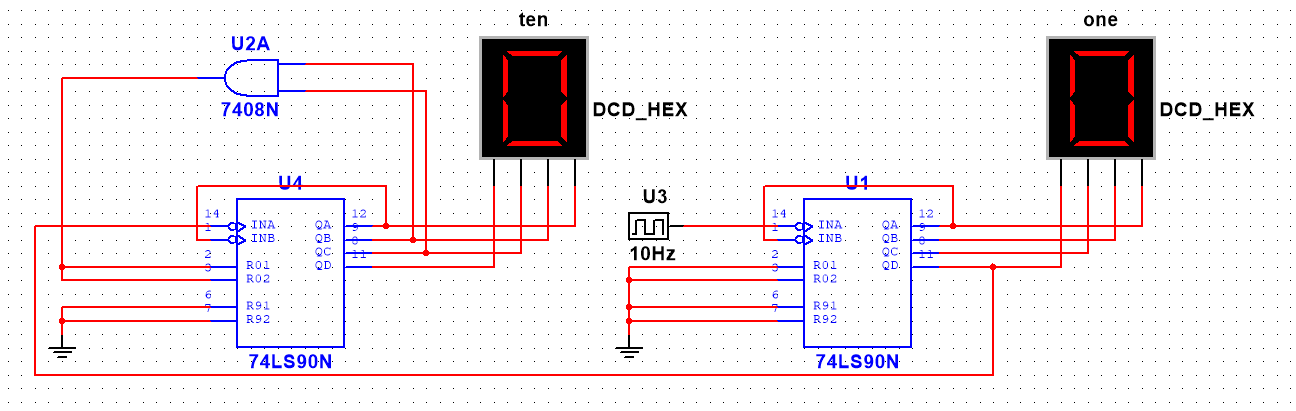 ten
one
U2A
7408N
DCD_HEX
DCD_HEX
U4
U1
U3
10Hz
14
1
2
3
6
7
INA
INB
R01
R02
R91
R92
QA
QB
QC
QD
12
9
8
11
74LS90N
14
1
2
3
6
7
INA
INB
R01
R02
R91
R92
QA
QB
QC
QD
12
9
8
11
74LS90N